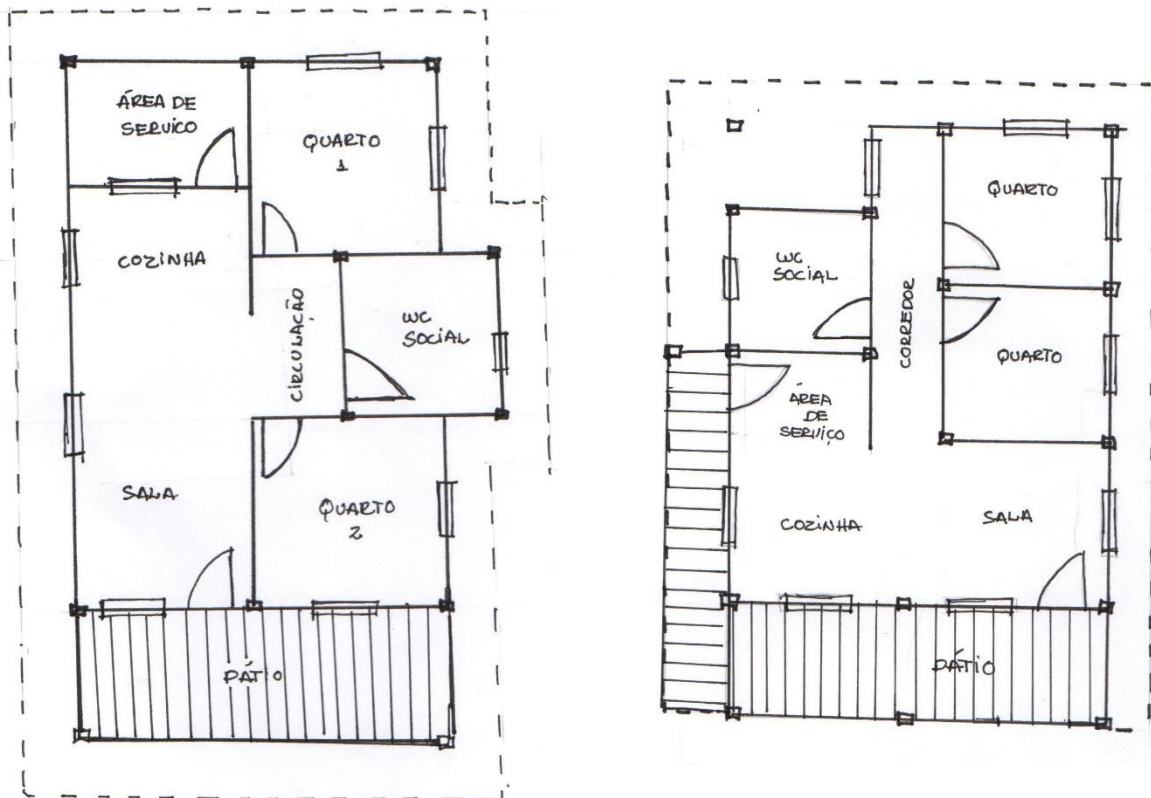 ÁREA DE
SERVIÇO
QUARTO
1
COZINHA
CIRCULAÇÃO
WC
SOCIAL
SALA
QUARTO
2
PÁTIO
QUARTO
WC
SOCIAL
CORREDOR
QUARTO
ÁREA
DE
SERVIÇO
COZINHA
SALA
PÁTIO